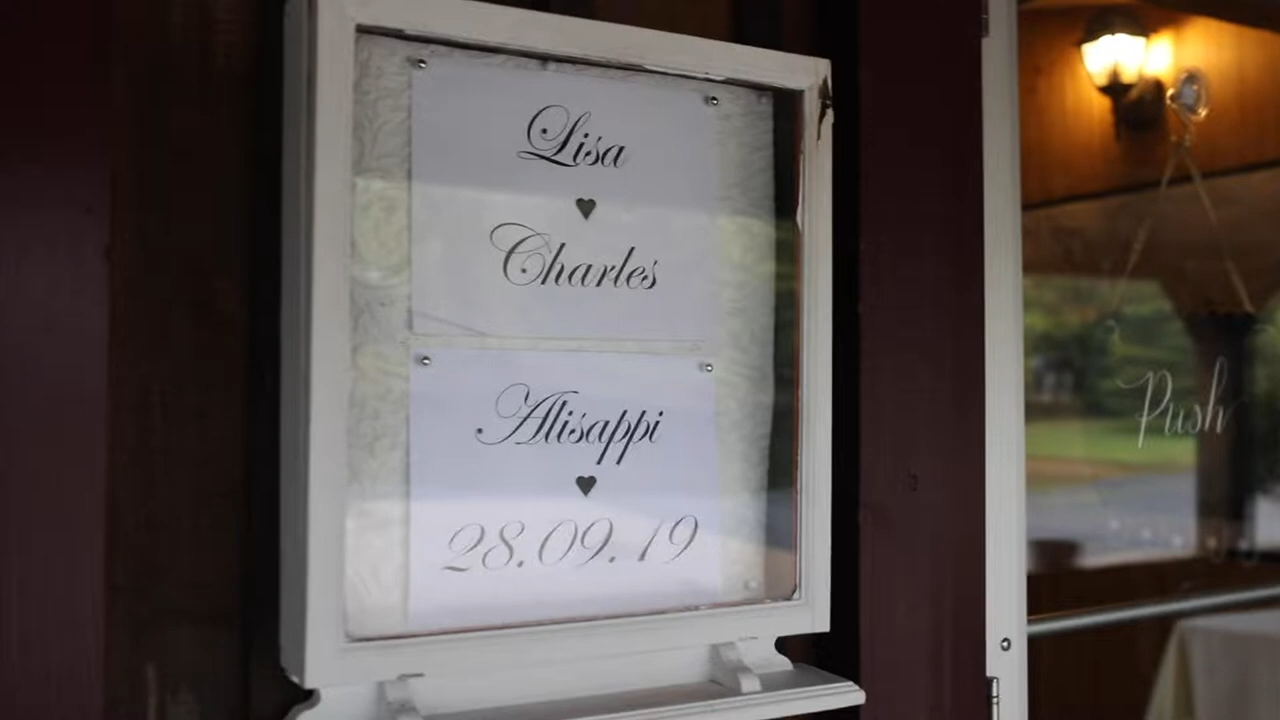 Lisa
♥
Charles
Alisappi
♥
28.09.19
Push